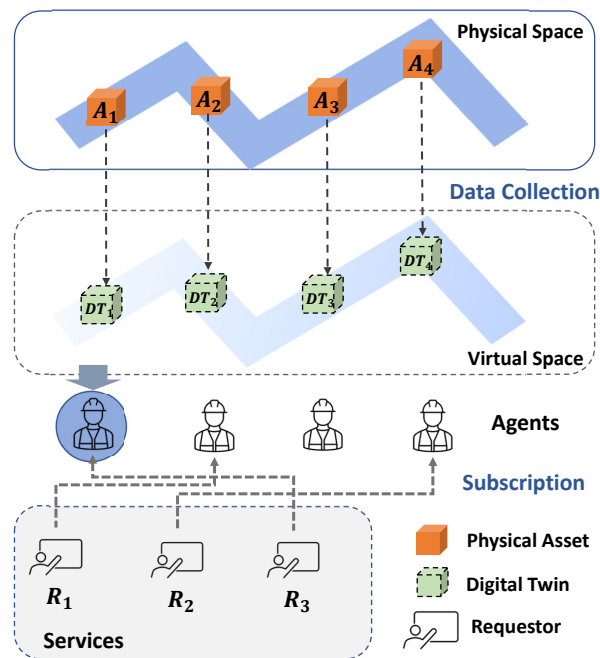 Physical Space
A₁
A₂
A₃
A₄
Data Collection
DT₁
DT₂
DT₃
DT₄
Virtual Space
Agents
Subscription
R₁
R₂
R₃
Services
Physical Asset
Digital Twin
Requestor